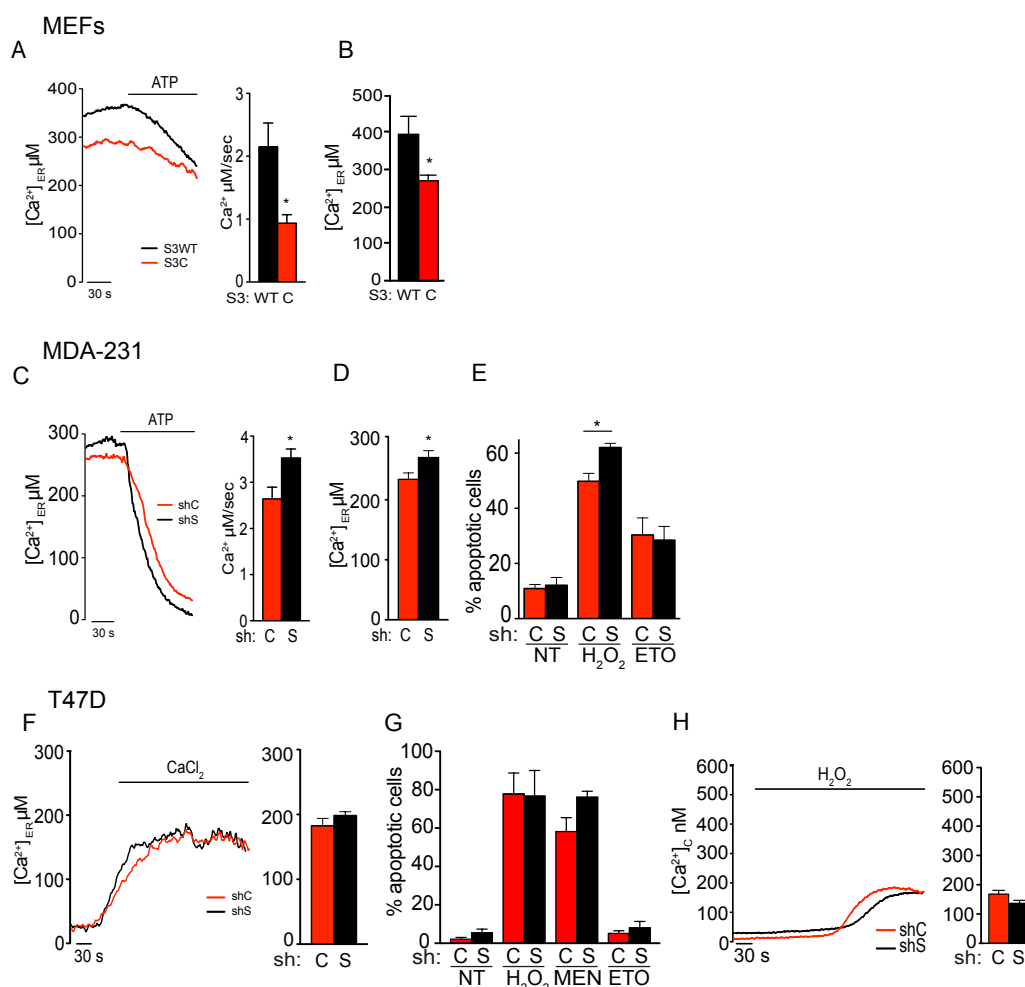 MEFs
A
B
ATP
[Ca²⁺]ER µM
400
300
200
100
0
S3WT
S3C
30 s
Ca²⁺ µM/sec
3
2
1
0
*
S3: WT C
[Ca²⁺]ER µM
500
400
300
200
100
0
*
S3: WT C
MDA-231
C
D
E
ATP
[Ca²⁺]ER µM
300
200
100
0
shC
shS
30 s
Ca²⁺ µM/sec
4
3
2
1
0
*
sh: C S
[Ca²⁺]ER µM
300
200
100
0
*
sh: C S
% apoptotic cells
60
40
20
0
*
sh: C S C S C S
NT H₂O₂ ETO
T47D
F
G
H
CaCl₂
[Ca²⁺]ER µM
300
200
100
0
shC
shS
30 s
300
200
100
0
sh: C S
% apoptotic cells
100
80
60
40
20
0
sh: C S C S C S C S
NT H₂O₂ MEN ETO
H₂O₂
[Ca²⁺]C nM
600
500
400
300
200
100
0
shC
shS
30 s
600
500
400
300
200
100
0
sh: C S